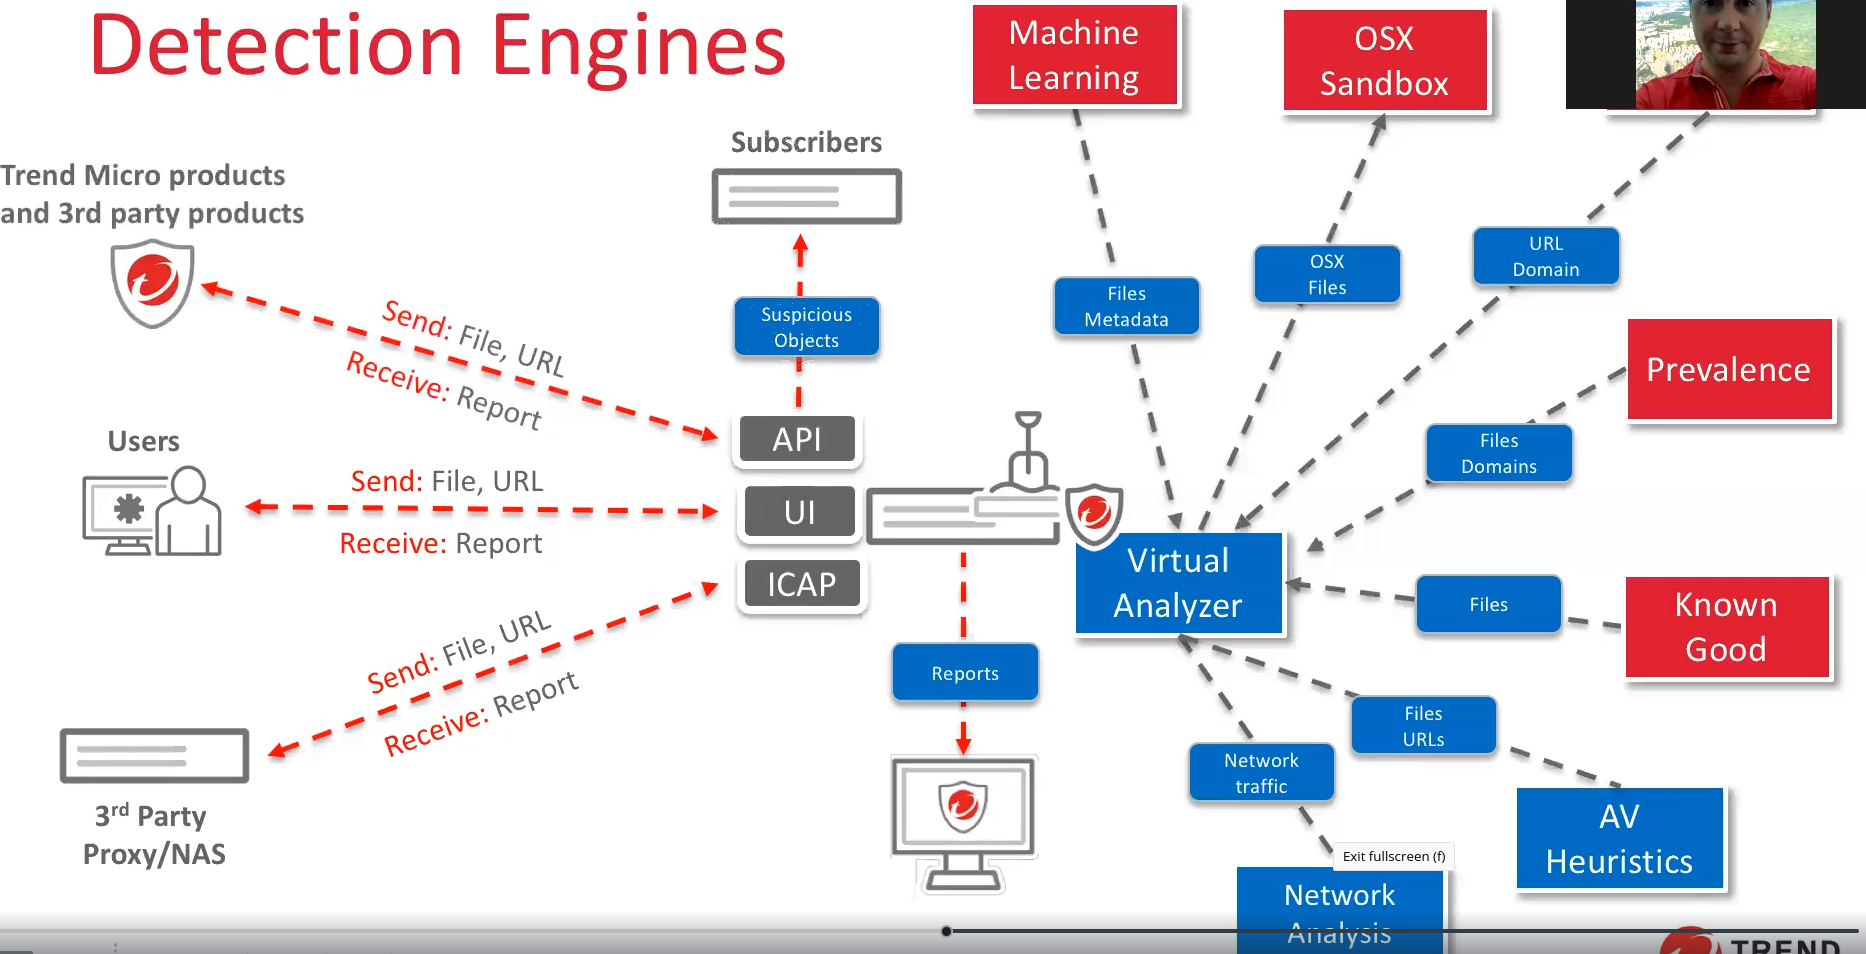 Detection Engines
Machine
Learning
OSX
Sandbox
Subscribers
Trend Micro products
and 3rd party products
Suspicious
Objects
Files
Metadata
OSX
Files
URL
Domain
Send: File, URL
Receive: Report
Prevalence
Files
Domains
API
Users
Send: File, URL
Receive: Report
UI
ICAP
Virtual
Analyzer
Files
Known
Good
Send: File, URL
Receive: Report
Reports
Files
URLs
Network
traffic
3rd Party
Proxy/NAS
AV
Heuristics
Exit fullscreen (f)
Network
Analysis
TREND